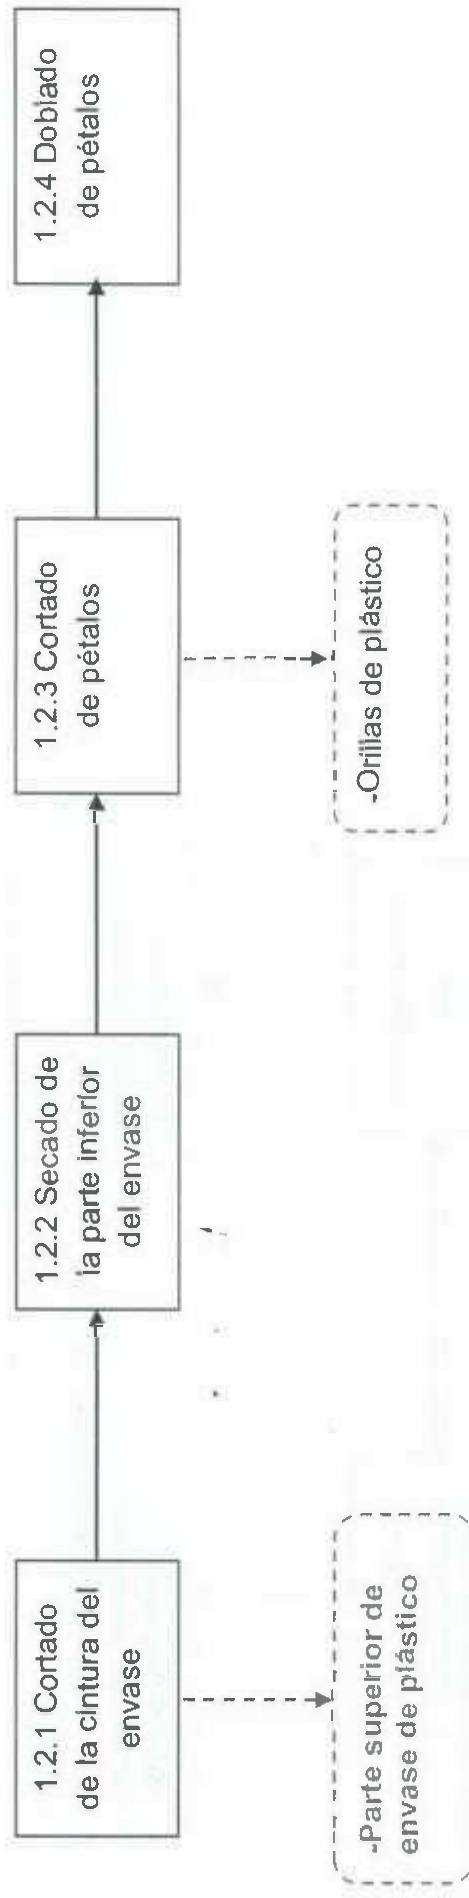 1.2.1 Cortado
de la cintura del
envase
1.2.2 Secado de
la parte inferior
del envase
1.2.3 Cortado
de pétalos
1.2.4 Doblado
de pétalos
-Parte superior de
envase de plástico
-Orillas de plástico